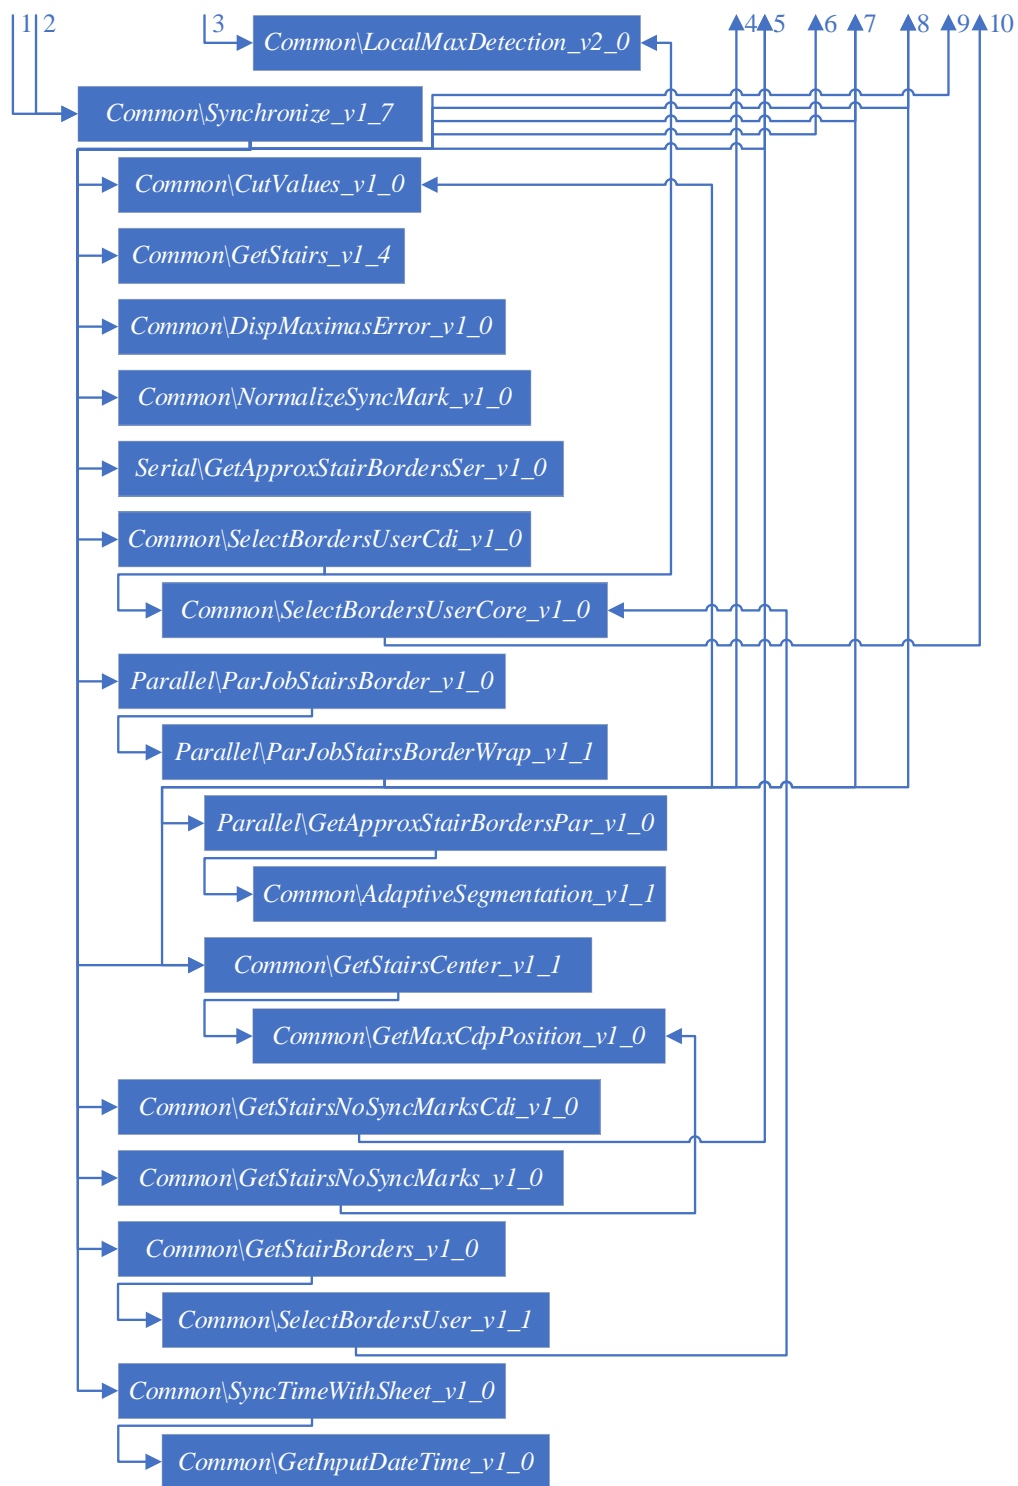 1 2 3 4 5 6 7 8 9 10
Common\LocalMaxDetection_v2_0
Common\Synchronize_v1_7
Common\CutValues_v1_0
Common\GetStairs_v1_4
Common\DispMaximasError_v1_0
Common\NormalizeSyncMark_v1_0
Serial\GetApproxStairBordersSer_v1_0
Common\SelectBordersUserCdi_v1_0
Common\SelectBordersUserCore_v1_0
Parallel\ParJobStairsBorder_v1_0
Parallel\ParJobStairsBorderWrap_v1_1
Parallel\GetApproxStairBordersPar_v1_0
Common\AdaptiveSegmentation_v1_1
Common\GetStairsCenter_v1_1
Common\GetMaxCdpPosition_v1_0
Common\GetStairsNoSyncMarksCdi_v1_0
Common\GetStairsNoSyncMarks_v1_0
Common\GetStairBorders_v1_0
Common\SelectBordersUser_v1_1
Common\SyncTimeWithSheet_v1_0
Common\GetInputDateTime_v1_0